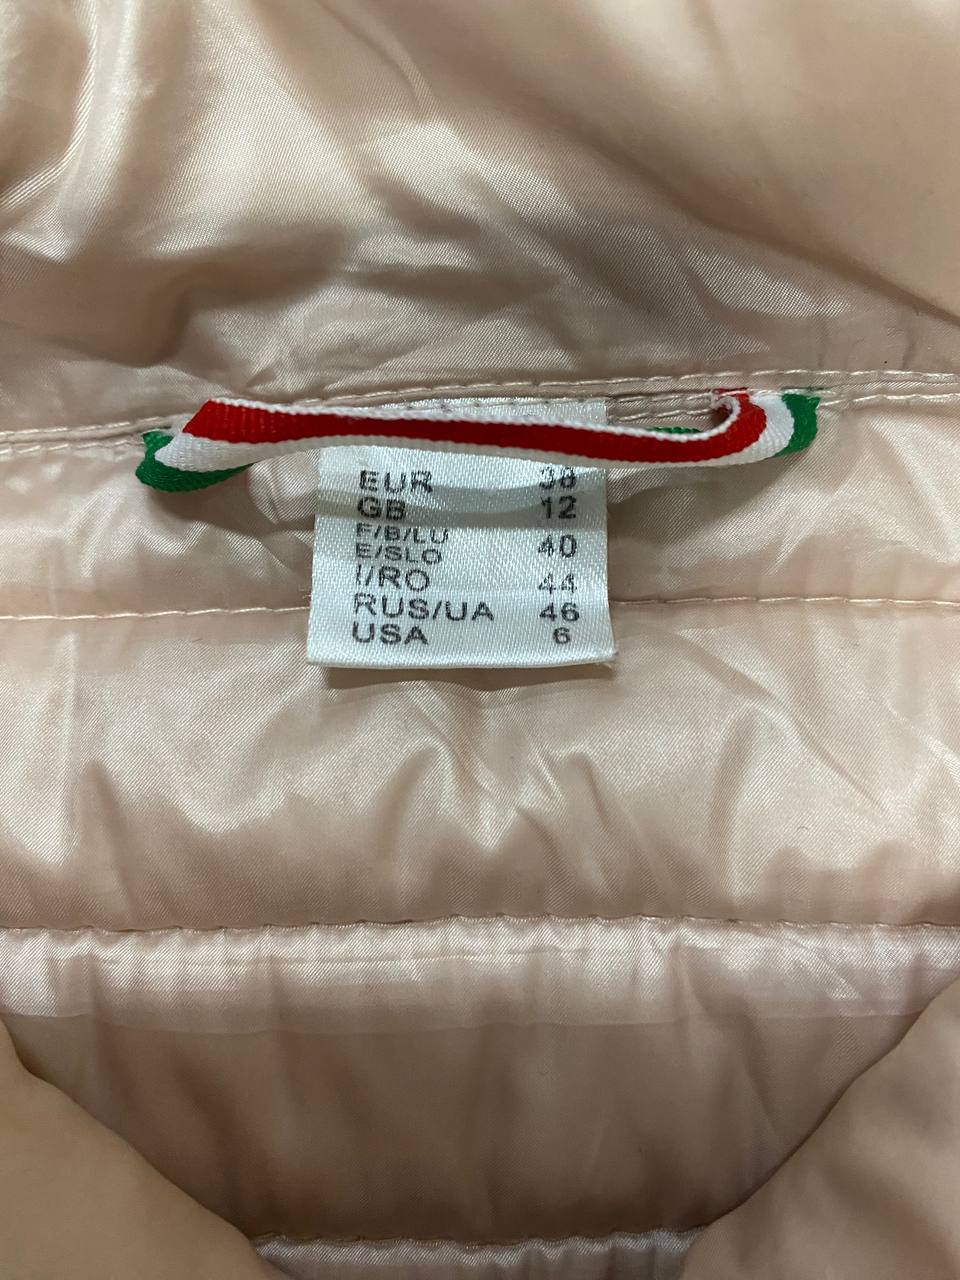 EUR 38
GB 12
F/B/LU
E/SLO 40
I/RO 44
RUS/UA 46
USA 6